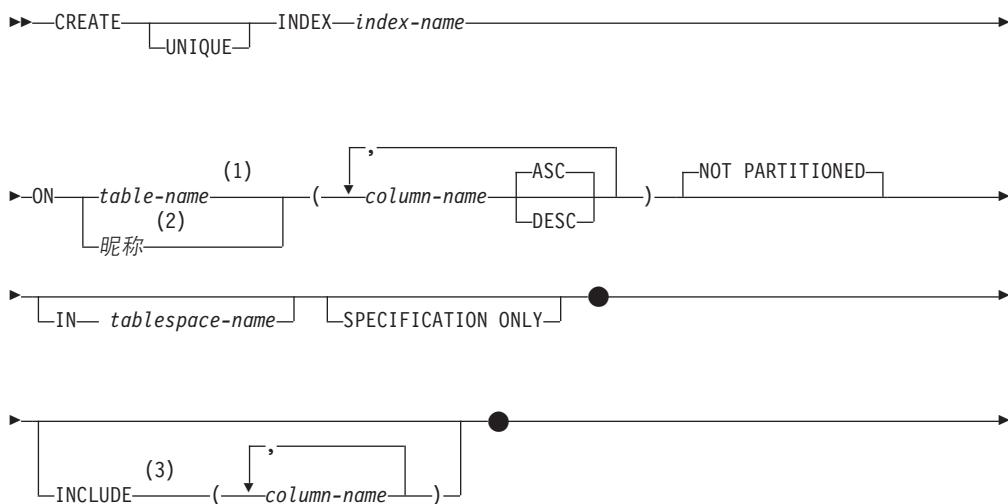 CREATE UNIQUE INDEX index-name
ON table-name (1) ( , column-name ASC DESC ) NOT PARTITIONED
昵称 (2)
IN tablespace-name SPECIFICATION ONLY
INCLUDE (3) ( , column-name )